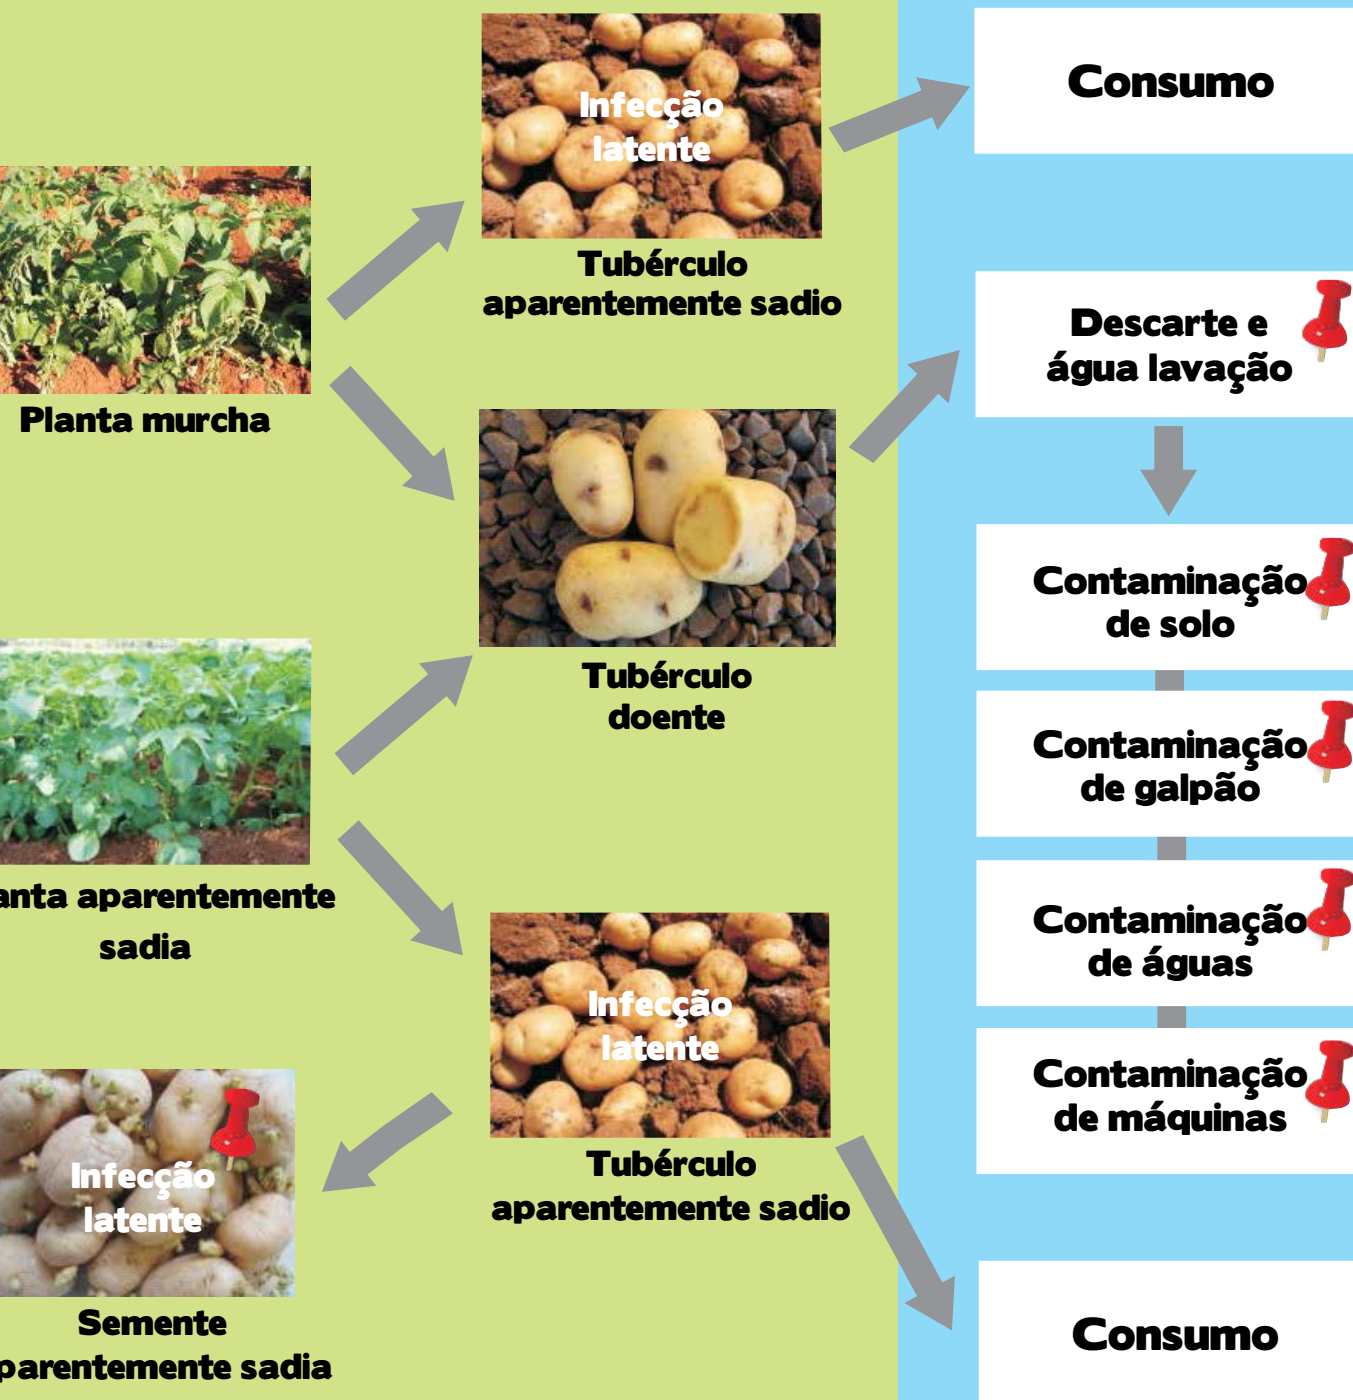 Infecção
latente
Tubérculo
aparentemente sadio
Consumo
Planta murcha
Descarte e
água lavação
Tubérculo
doente
Contaminação
de solo
Contaminação
de galpão
anta aparentemente
sadia
Contaminação
de águas
Infecção
latente
Tubérculo
aparentemente sadio
Contaminação
de máquinas
Infecção
latente
Semente
parentemente sadia
Consumo